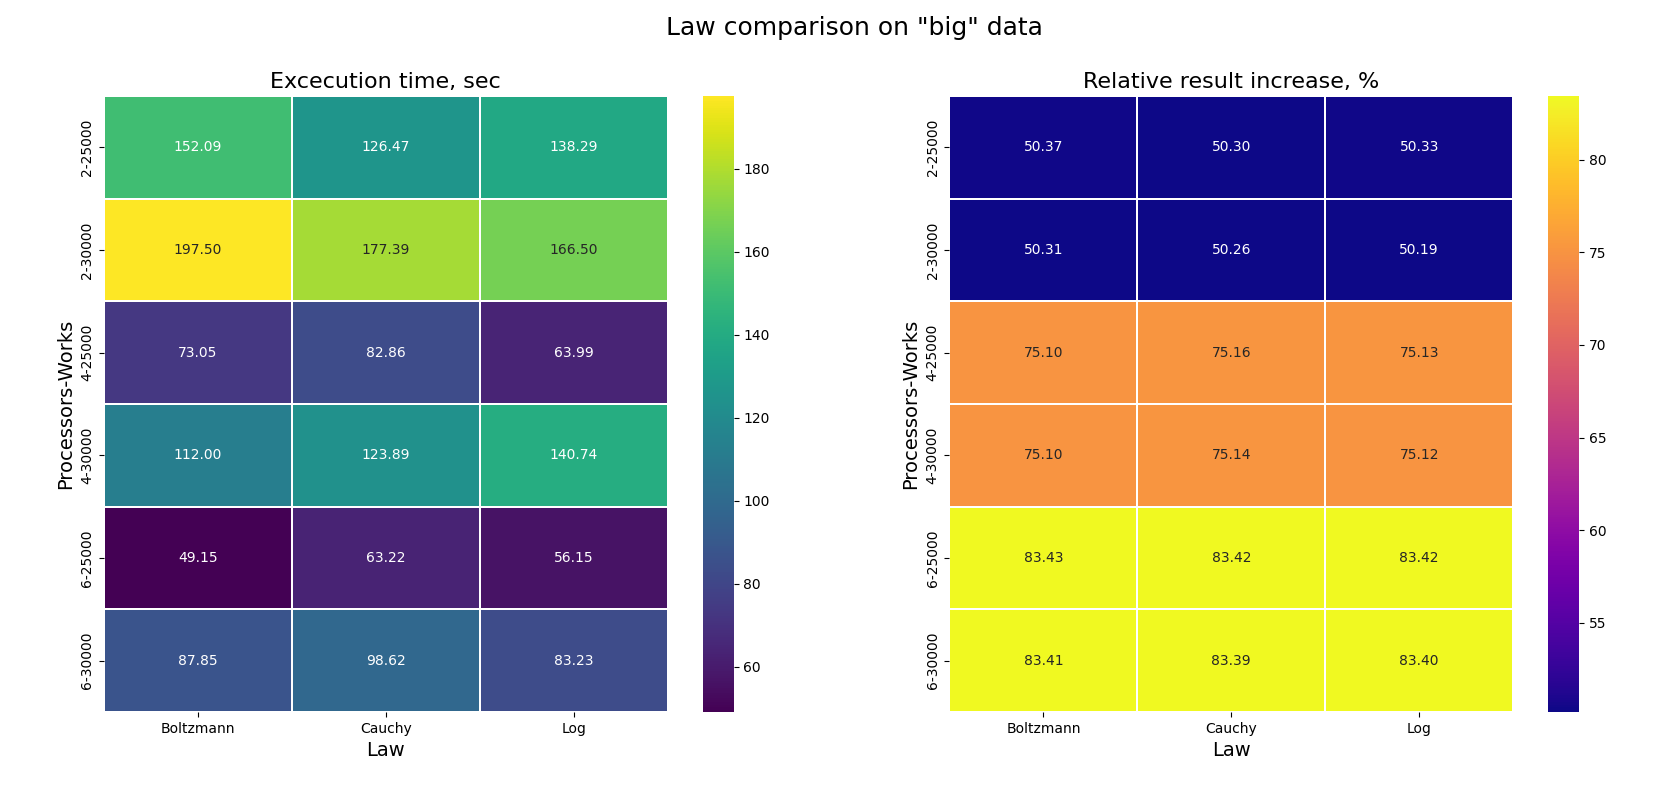 Law comparison on "big" data
Excecution time, sec
Processors-Works
2-25000
152.09 126.47 138.29
2-30000
197.50 177.39 166.50
4-25000
73.05 82.86 63.99
4-30000
112.00 123.89 140.74
6-25000
49.15 63.22 56.15
6-30000
87.85 98.62 83.23
Boltzmann Cauchy Log
Law
180
160
140
120
100
80
60
Relative result increase, %
Processors-Works
2-25000
50.37 50.30 50.33
2-30000
50.31 50.26 50.19
4-25000
75.10 75.16 75.13
4-30000
75.10 75.14 75.12
6-25000
83.43 83.42 83.42
6-30000
83.41 83.39 83.40
Boltzmann Cauchy Log
Law
80
75
70
65
60
55